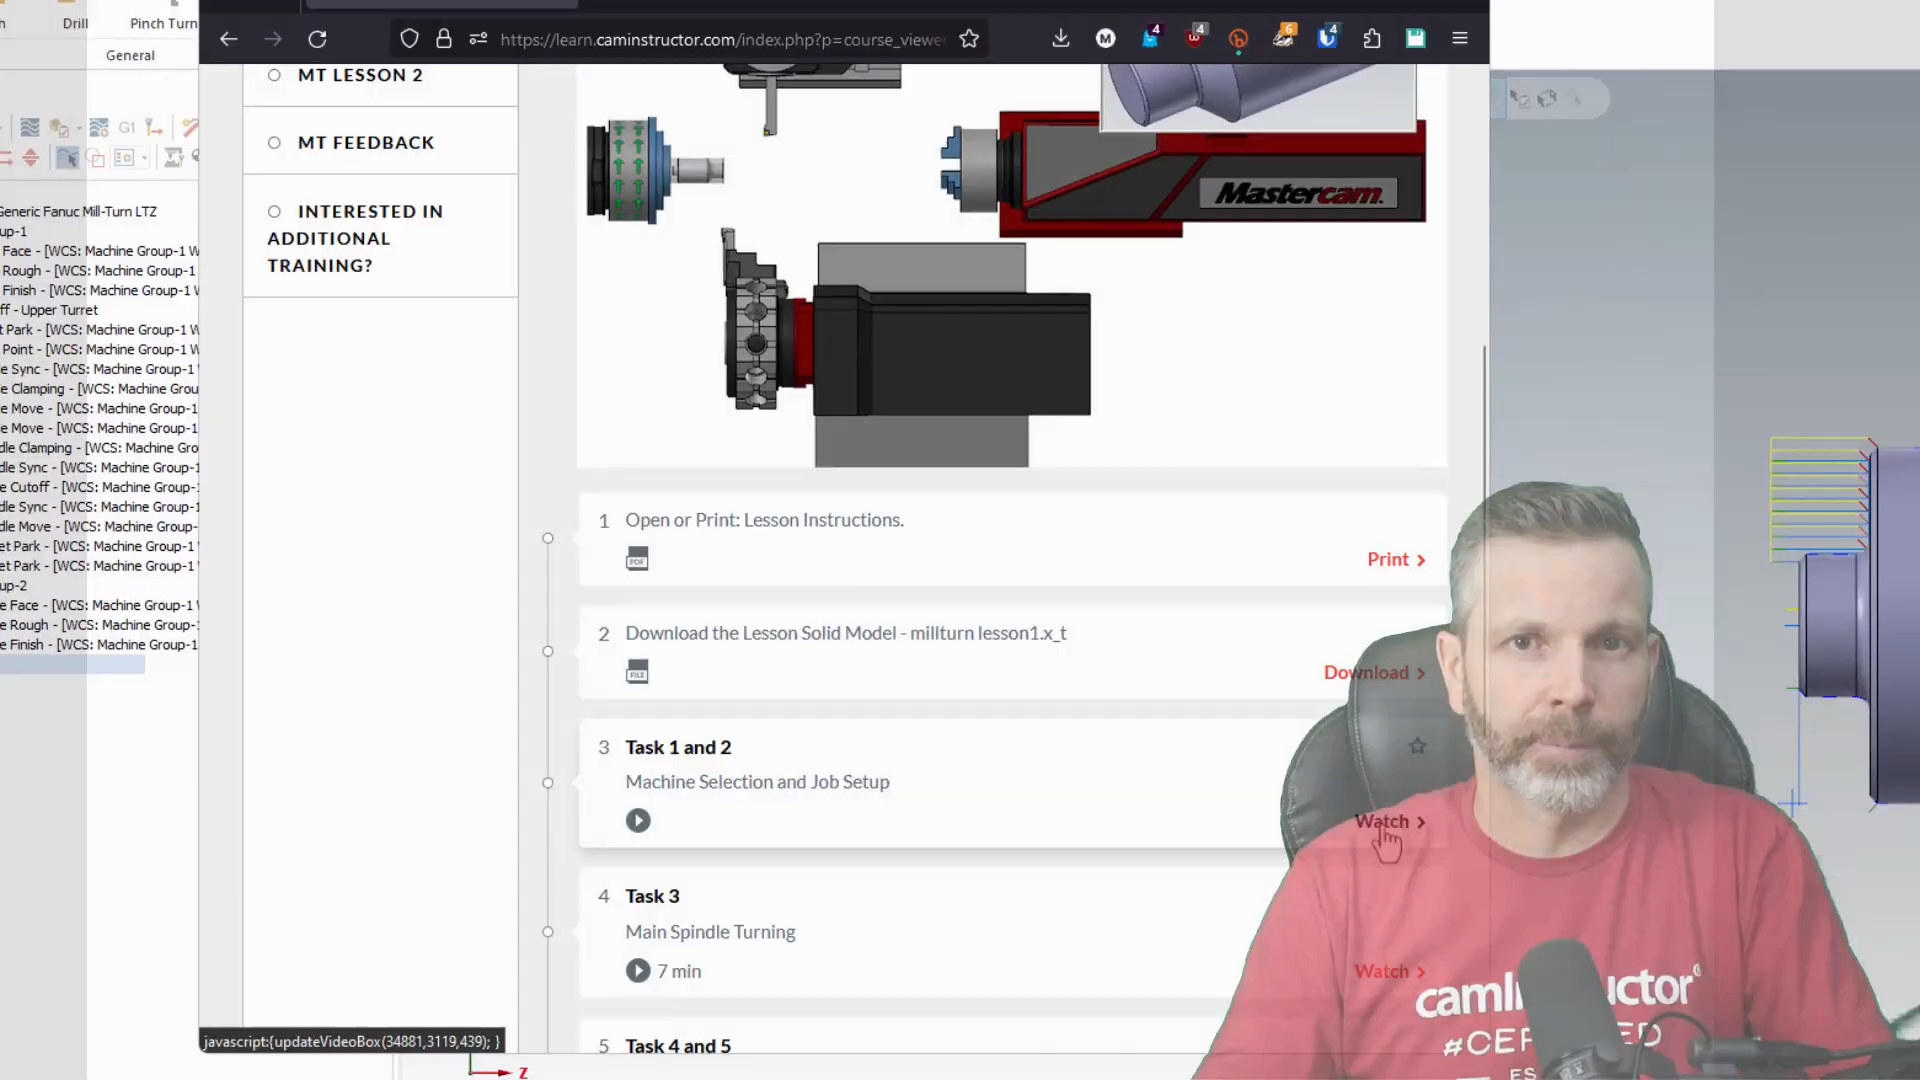 Drill
Pinch Turn
General
G1
Generic Fanuc Mill-Turn LTZ
Face - [WCS: Machine Group-1 W
Rough - [WCS: Machine Group-1
Finish - [WCS: Machine Group-1
ff - Upper Turret
t Park - [WCS: Machine Group-1 W
Point - [WCS: Machine Group-1 W
e Sync - [WCS: Machine Group-1
e Clamping - [WCS: Machine Grou
e Move - [WCS: Machine Group-1
e Move - [WCS: Machine Group-1
dle Clamping - [WCS: Machine Gro
dle Sync - [WCS: Machine Group-1
e Cutoff - [WCS: Machine Group-1
dle Sync - [WCS: Machine Group-1
dle Move - [WCS: Machine Group-
et Park - [WCS: Machine Group-1
et Park - [WCS: Machine Group-1
up-2
e Face - [WCS: Machine Group-1 W
e Rough - [WCS: Machine Group-1
e Finish - [WCS: Machine Group-1
https://learn.caminstructor.com/index.php?p=course_viewer
M
4
4
6
4
MT LESSON 2
MT FEEDBACK
INTERESTED IN
ADDITIONAL
TRAINING?
Mastercam
1 Open or Print: Lesson Instructions.
PDF
Print
2 Download the Lesson Solid Model - millturn lesson1.x_t
FILE
Download
3 Task 1 and 2
Machine Selection and Job Setup
Watch
4 Task 3
Main Spindle Turning
7 min
Watch
5 Task 4 and 5
javascript:{updateVideoBox(34881,3119,439); }
Z